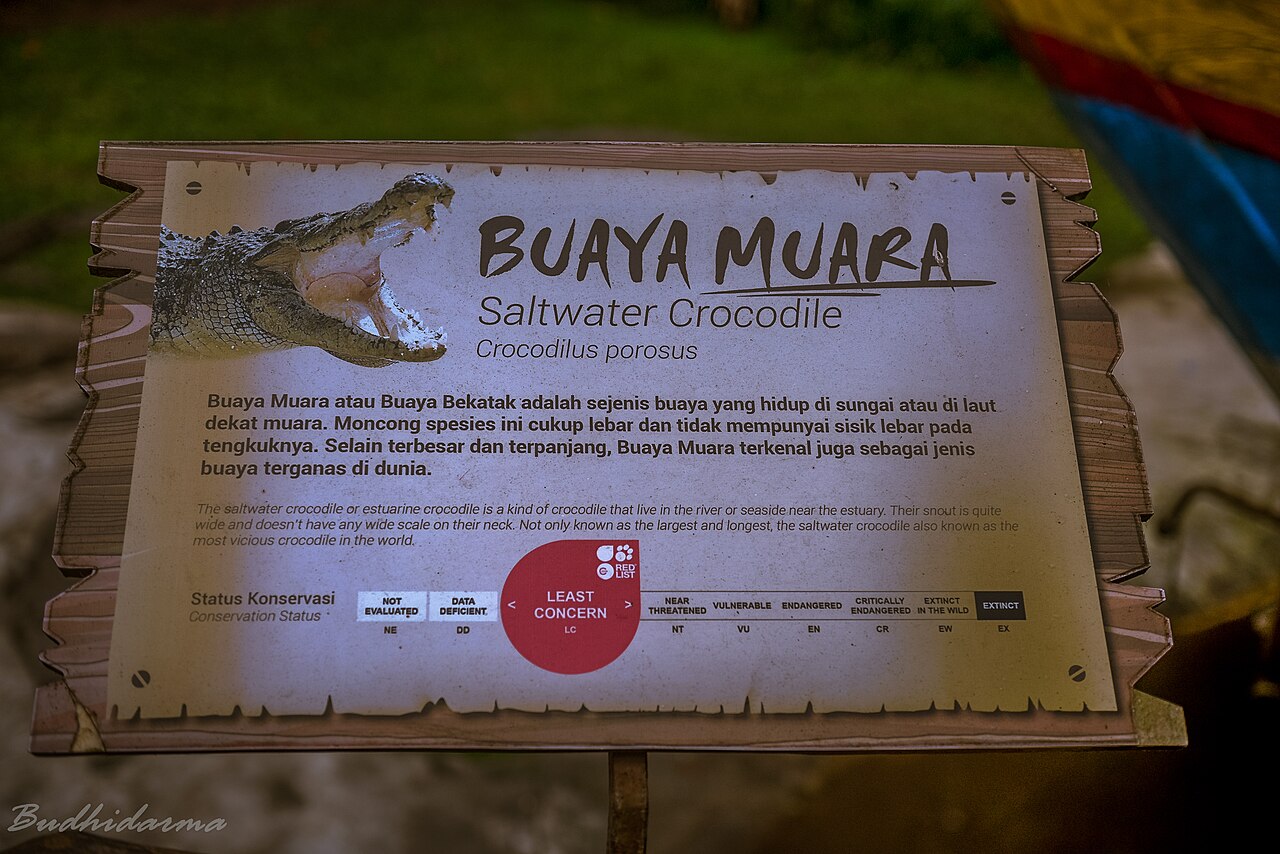 BUAYA MUARA
Saltwater Crocodile
Crocodilus porosus
Buaya Muara atau Buaya Bekatak adalah sejenis buaya yang hidup di sungai atau di laut
dekat muara. Moncong spesies ini cukup lebar dan tidak mempunyai sisik lebar pada
tengkuknya. Selain terbesar dan terpanjang, Buaya Muara terkenal juga sebagai jenis
buaya terganas di dunia.
The saltwater crocodile or estuarine crocodile is a kind of crocodile that live in the river or seaside near the estuary. Their snout is quite
wide and doesn't have any wide scale on their neck. Not only known as the largest and longest, the saltwater crocodile also known as the
most vicious crocodile in the world.
RED
LIST
Status Konservasi
Conservation Status
NOT
EVALUATED
NE
DATA
DEFICIENT
DD
< LEAST
CONCERN >
LC
NEAR
THREATENED
NT
VULNERABLE
VU
ENDANGERED
EN
CRITICALLY
ENDANGERED
CR
EXTINCT
IN THE WILD
EW
EXTINCT
EX
Budhidarma